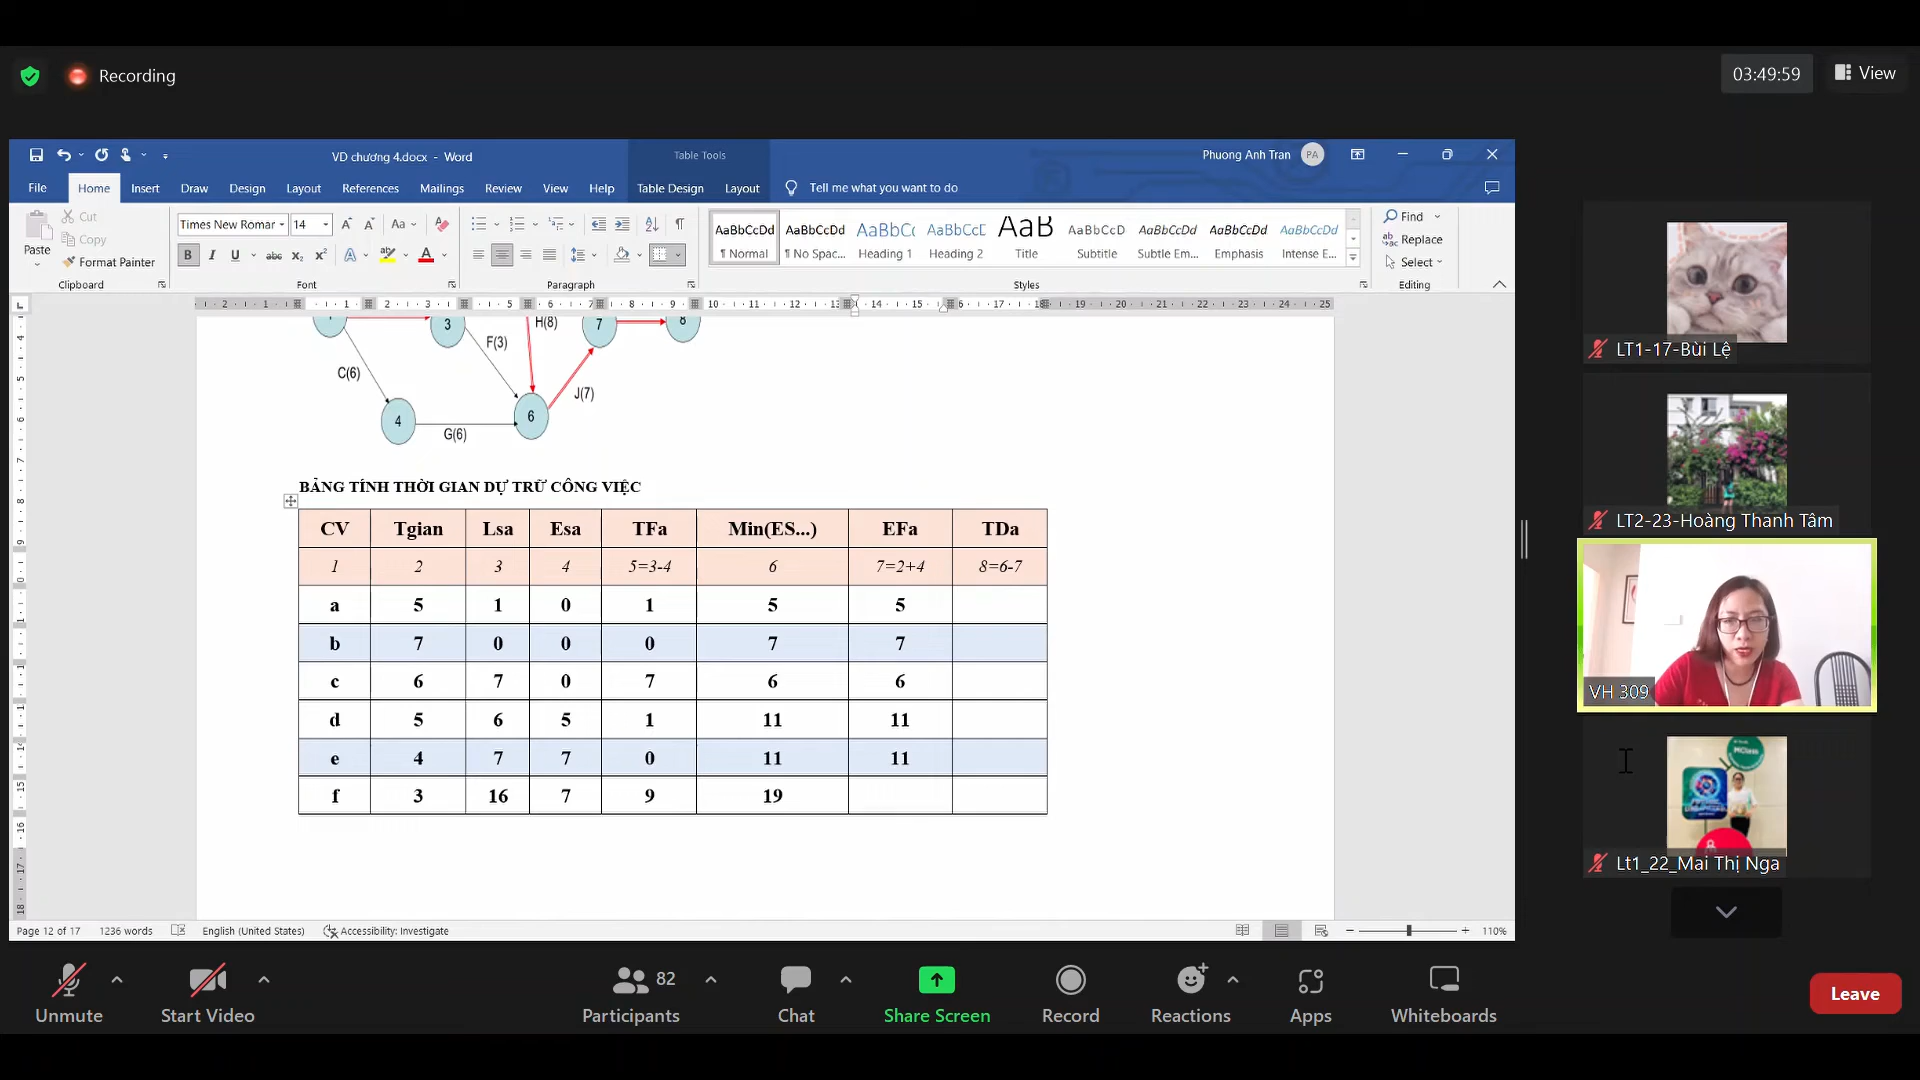 Recording
03:49:59
View
VD chương 4.docx - Word
Table Tools
Phuong Anh Tran
PA
File
Home
Insert
Draw
Design
Layout
References
Mailings
Review
View
Help
Table Design
Layout
Tell me what you want to do
Paste
Cut
Copy
Format Painter
Clipboard
Times New Romar
14
Font
Paragraph
AaBbCcDd
¶ Normal
AaBbCcDd
¶ No Spac...
AaBbCc
Heading 1
AaBbCcE
Heading 2
AaB
Title
AaBbCcD
Subtitle
AaBbCcDd
Subtle Em...
AaBbCcDd
Emphasis
AaBbCcDd
Intense E...
Styles
Find
Replace
Select
Editing
3
H(8)
7
8
F(3)
C(6)
J(7)
4
6
G(6)
BẢNG TÍNH THỜI GIAN DỰ TRỮ CÔNG VIỆC
CV Tgian Lsa Esa TFa Min(ES...) EFa TDa
1 2 3 4 5=3-4 6 7=2+4 8=6-7
a 5 1 0 1 5 5
b 7 0 0 0 7 7
c 6 7 0 7 6 6
d 5 6 5 1 11 11
e 4 7 7 0 11 11
f 3 16 7 9 19
Page 12 of 17
1236 words
English (United States)
Accessibility: Investigate
110%
LT1-17-Bùi Lệ
LT2-23-Hoàng Thanh Tâm
VH 309
Lt1_22_Mai Thị Nga
Unmute
Start Video
82
Participants
Chat
Share Screen
Record
Reactions
Apps
Whiteboards
Leave